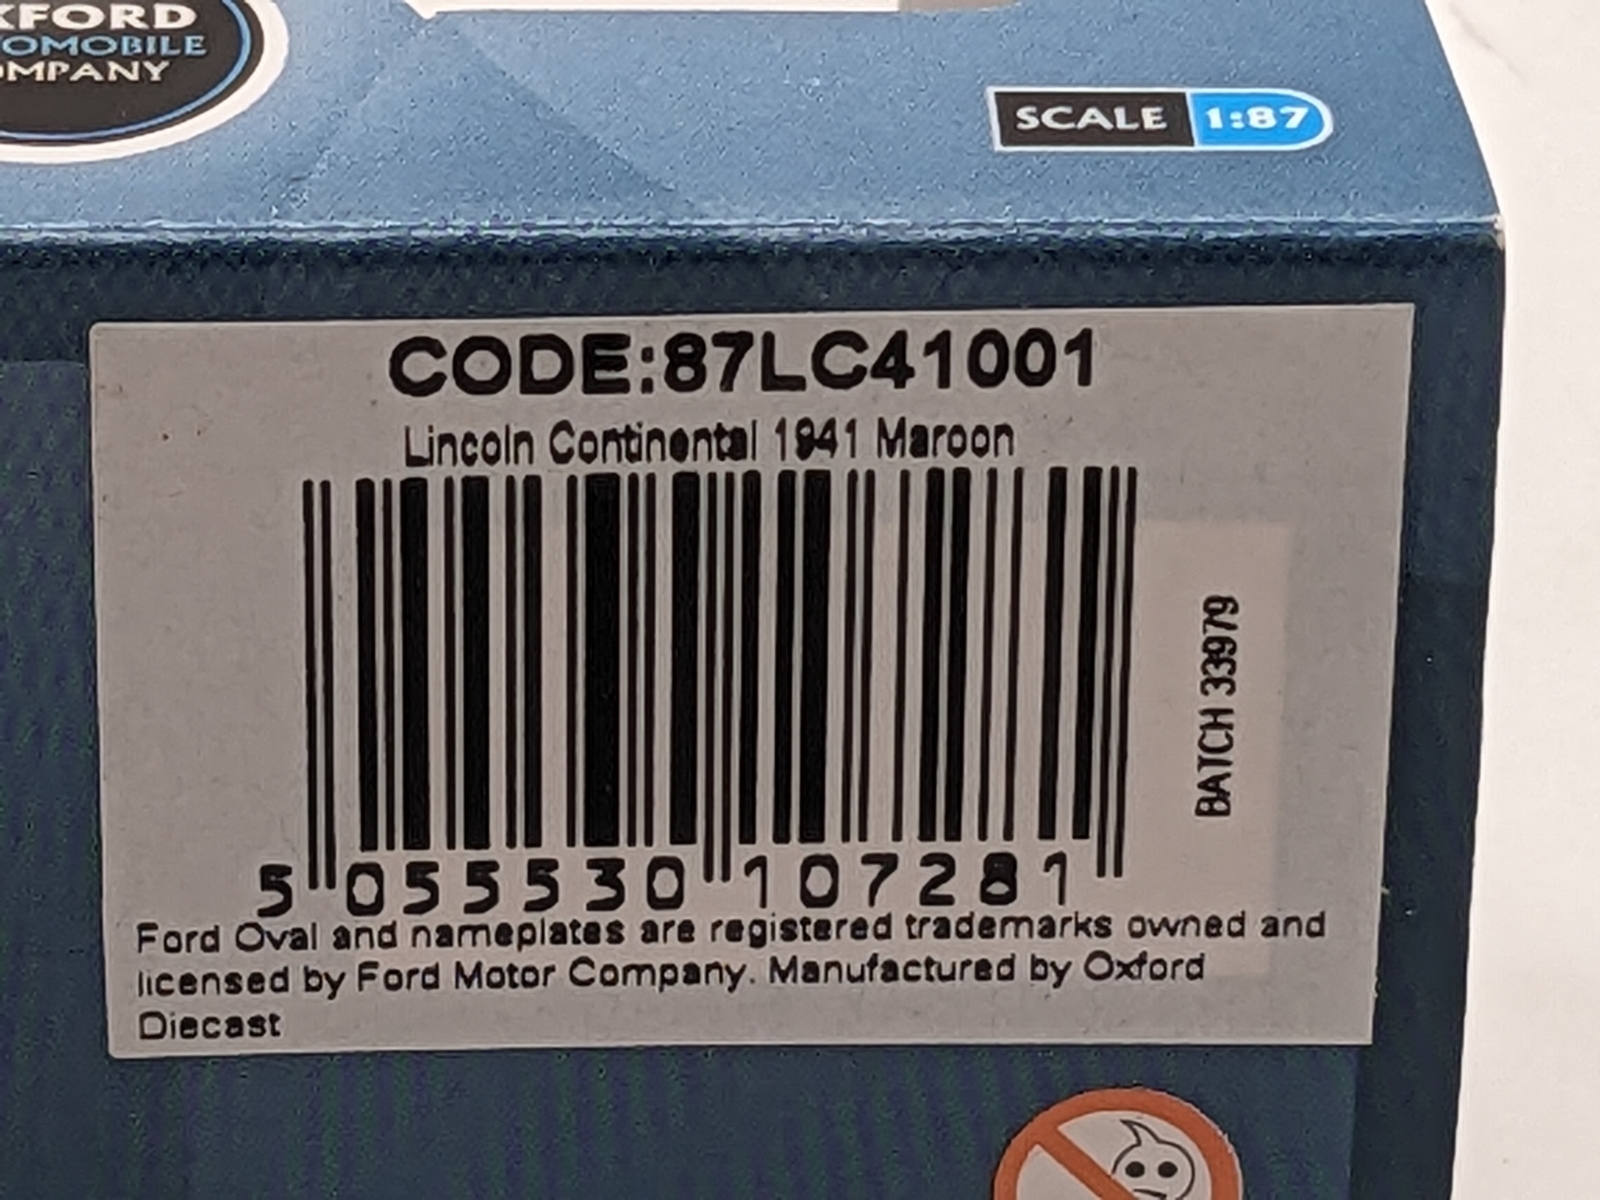 XFORD
OMOBILE
OMPANY
SCALE 1:87
CODE:87LC41001
Lincoln Continental 1941 Maroon
BATCH 33979
5 055530 107281
Ford Oval and nameplates are registered trademarks owned and
licensed by Ford Motor Company. Manufactured by Oxford
Diecast